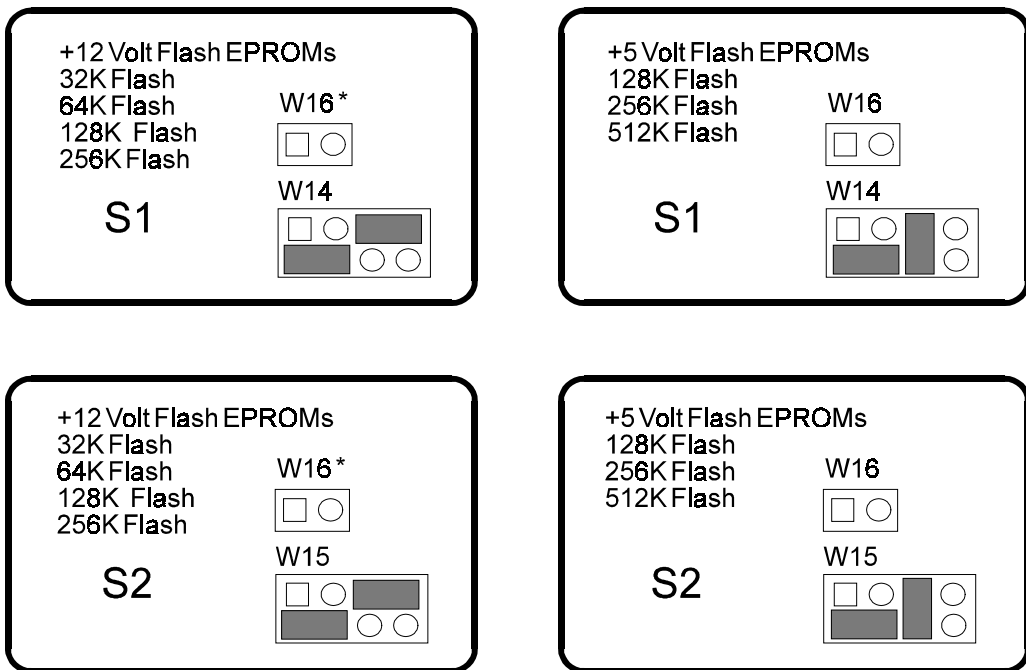 +12 Volt Flash EPROMs
32K Flash
64K Flash
128K Flash
256K Flash
W16 *
W14
S1
+5 Volt Flash EPROMs
128K Flash
256K Flash
512K Flash
W16
W14
S1
+12 Volt Flash EPROMs
32K Flash
64K Flash
128K Flash
256K Flash
W16 *
W15
S2
+5 Volt Flash EPROMs
128K Flash
256K Flash
512K Flash
W16
W15
S2